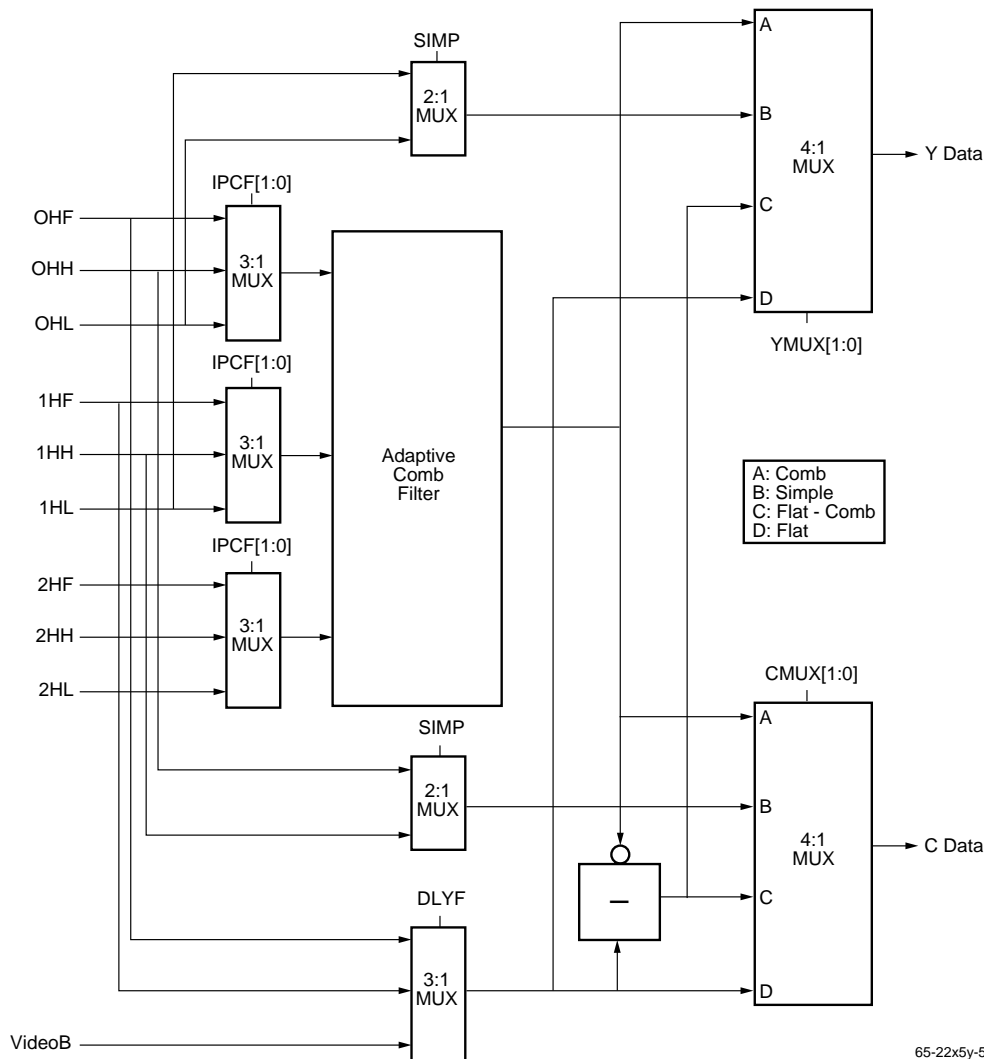 SIMP
2:1
MUX
A
B
C
D
4:1
MUX
Y Data
YMUX[1:0]
OHF
OHH
OHL
IPCF[1:0]
3:1
MUX
1HF
1HH
1HL
IPCF[1:0]
3:1
MUX
2HF
2HH
2HL
IPCF[1:0]
3:1
MUX
Adaptive
Comb
Filter
A: Comb
B: Simple
C: Flat - Comb
D: Flat
SIMP
2:1
MUX
CMUX[1:0]
A
B
C
D
4:1
MUX
C Data
–
DLYF
3:1
MUX
VideoB
65-22x5y-5